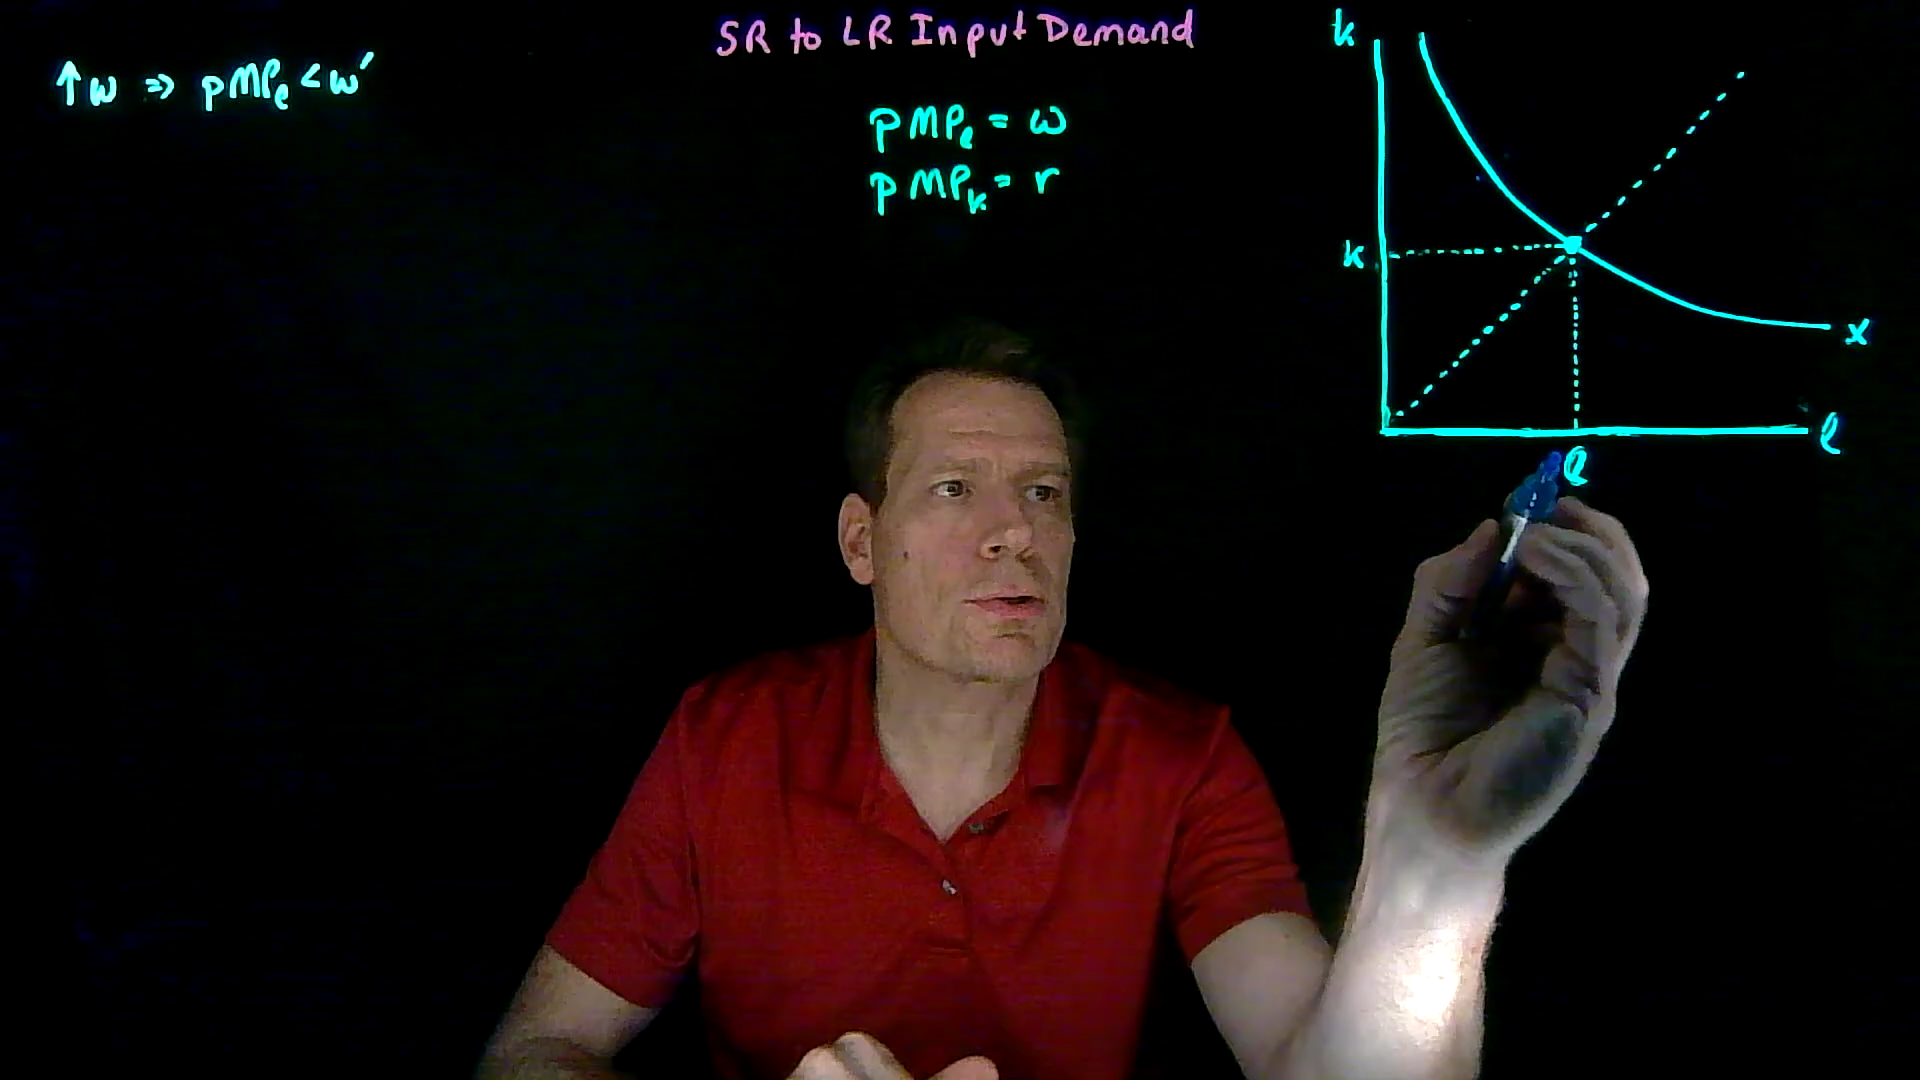 SR to LR Input Demand
↑w ⇒ pMPℓ < w′
pMPℓ = w
pMPk = r
k
k
x
ℓ
ℓ